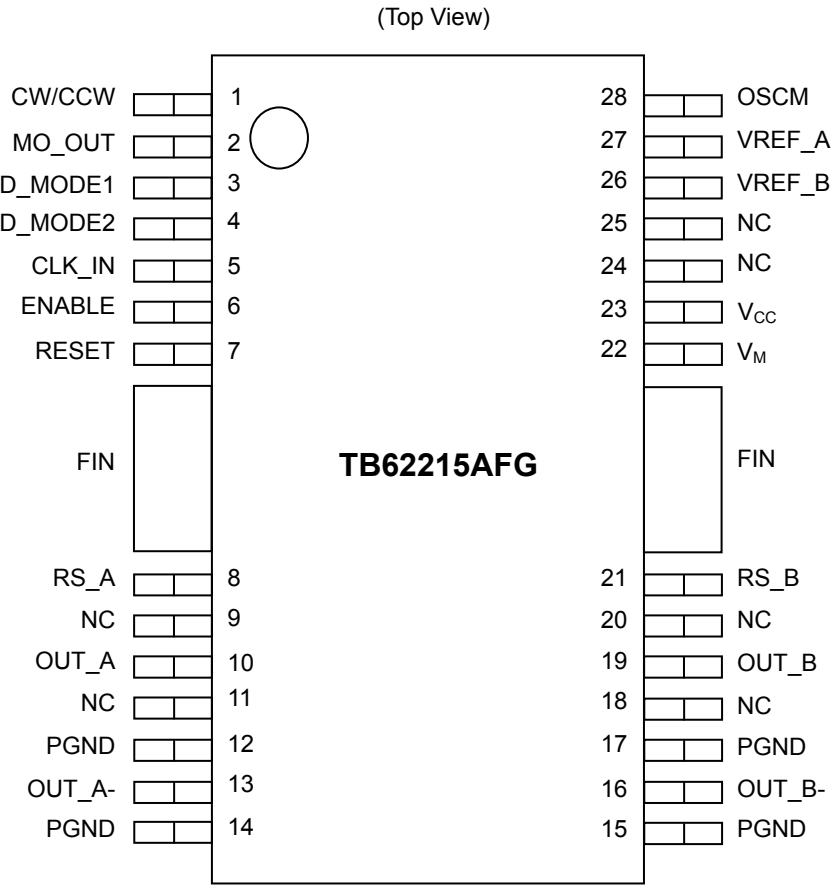 (Top View)
CW/CCW 1 28 OSCM
MO_OUT 2 27 VREF_A
D_MODE1 3 26 VREF_B
D_MODE2 4 25 NC
CLK_IN 5 24 NC
ENABLE 6 23 VCC
RESET 7 22 VM
FIN TB62215AFG FIN
RS_A 8 21 RS_B
NC 9 20 NC
OUT_A 10 19 OUT_B
NC 11 18 NC
PGND 12 17 PGND
OUT_A- 13 16 OUT_B-
PGND 14 15 PGND